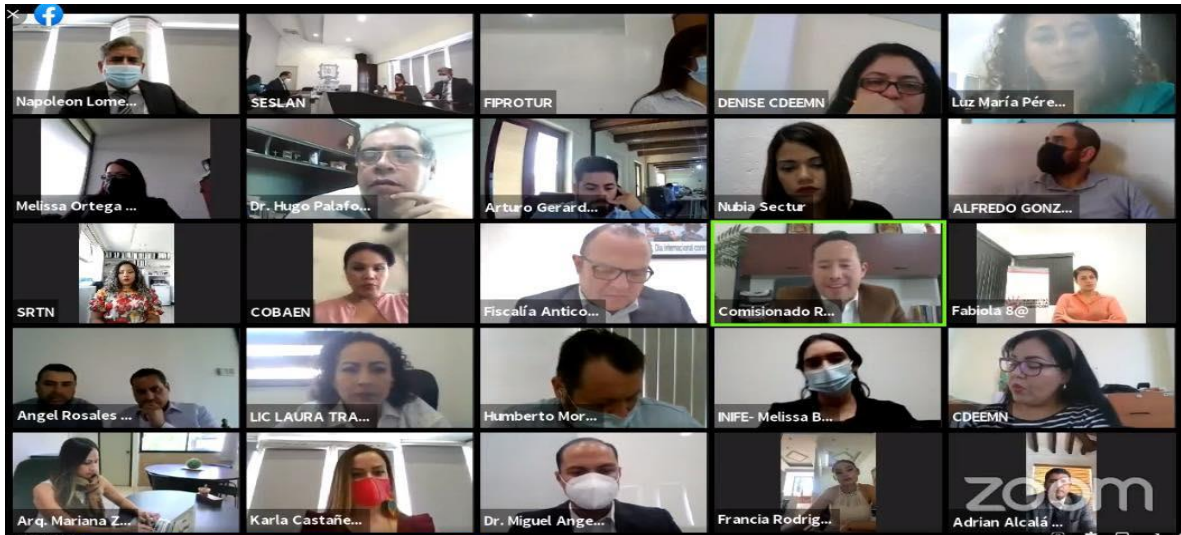 Napoleon Lome...
SESLAN
FIPROTUR
DENISE CDEEMN
Luz María Pére...
Melissa Ortega ...
Dr. Hugo Palafo...
Arturo Gerard...
Nubia Sectur
ALFREDO GONZ...
SRTN
COBAEN
Fiscalía Antico...
Comisionado R...
Fabiola 8@
Día internacional
Angel Rosales ...
LIC LAURA TRA...
Humberto Mor...
INIFE- Melissa B...
CDEEMN
Arq. Mariana Z...
Karla Castañe...
Dr. Miguel Ange...
Francia Rodrig...
Adrian Alcalá ...
zoom